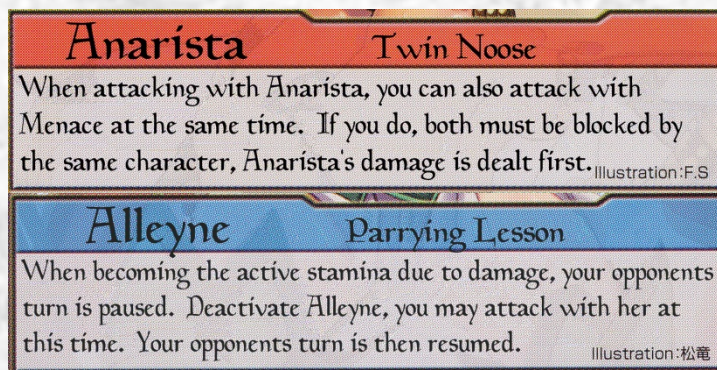 Anarista Twin Noose
When attacking with Anarista, you can also attack with
Menace at the same time. If you do, both must be blocked by
the same character, Anarista's damage is dealt first.
Illustration:F.S
Alleyne Parrying Lesson
When becoming the active stamina due to damage, your opponents
turn is paused. Deactivate Alleyne, you may attack with her at
this time. Your opponents turn is then resumed.
Illustration:松竜